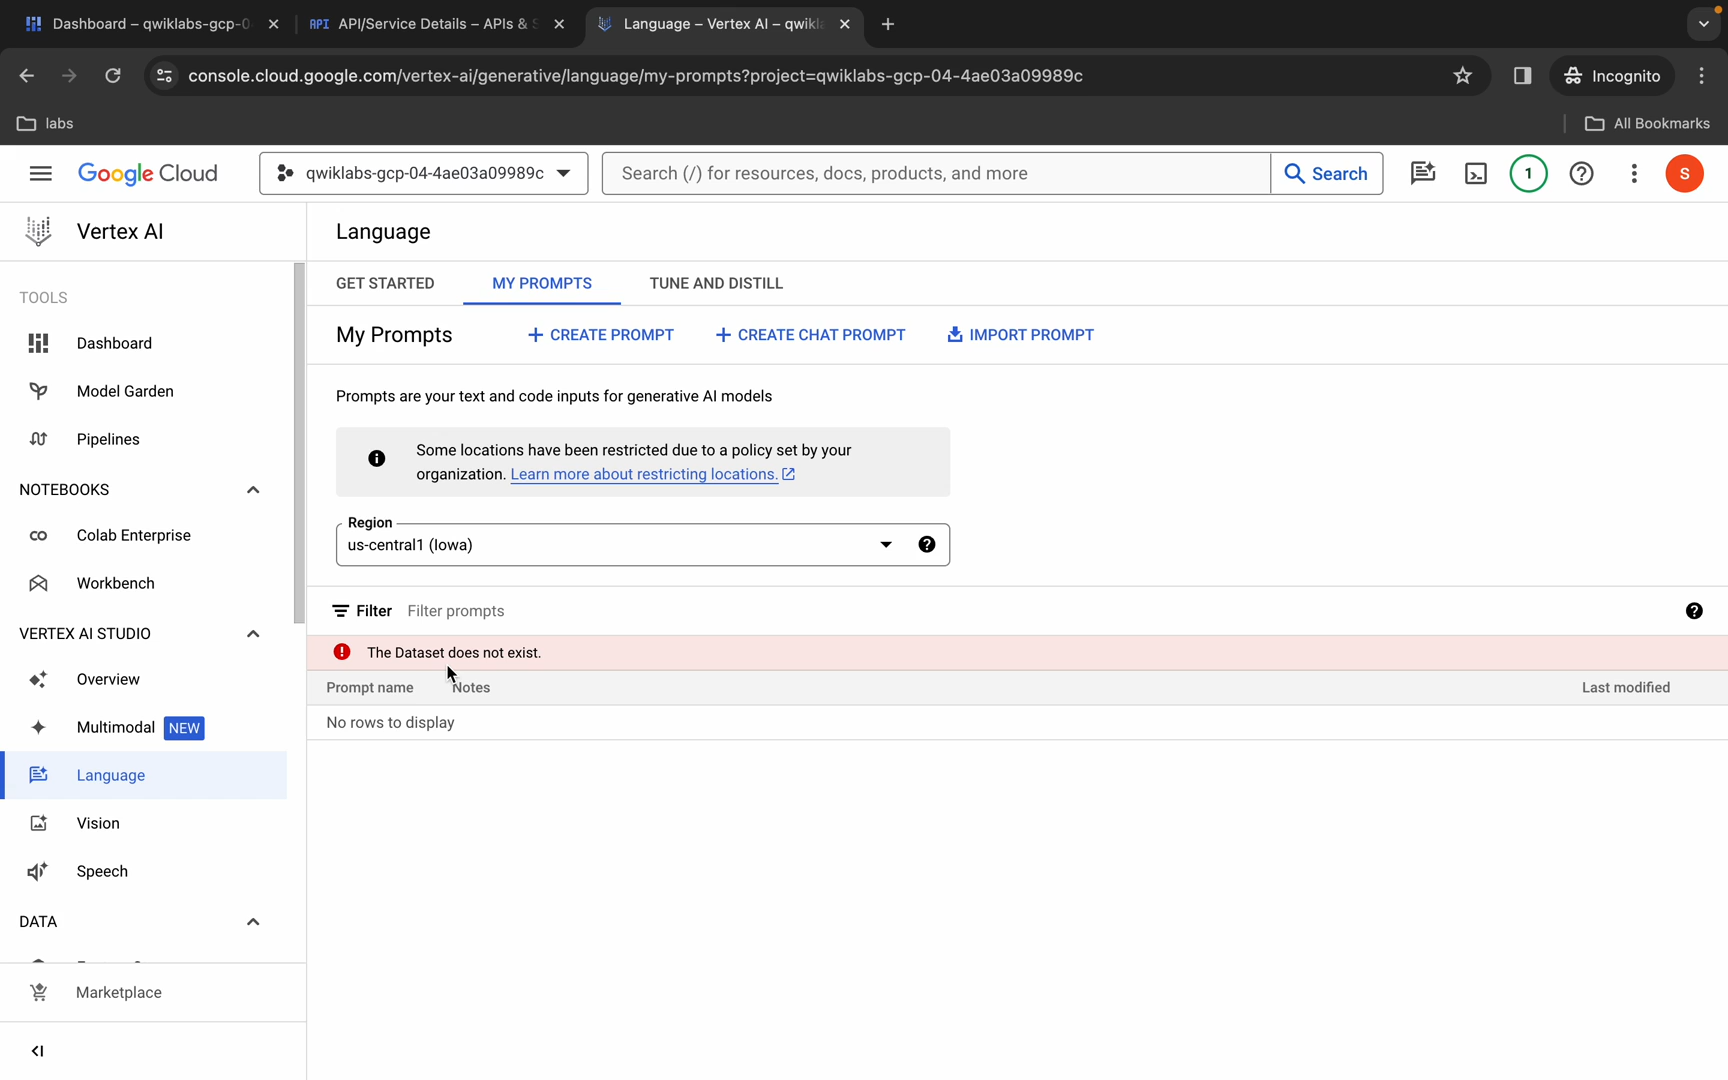 Dashboard – qwiklabs-gcp-0
API API/Service Details – APIs & S
Language – Vertex AI – qwikla
console.cloud.google.com/vertex-ai/generative/language/my-prompts?project=qwiklabs-gcp-04-4ae03a09989c
Incognito
labs
All Bookmarks
Google Cloud
qwiklabs-gcp-04-4ae03a09989c
Search (/) for resources, docs, products, and more
Search
1
S
Vertex AI
Language
TOOLS
Dashboard
Model Garden
Pipelines
NOTEBOOKS
Colab Enterprise
Workbench
VERTEX AI STUDIO
Overview
Multimodal NEW
Language
Vision
Speech
DATA
Marketplace
GET STARTED
MY PROMPTS
TUNE AND DISTILL
My Prompts
CREATE PROMPT
CREATE CHAT PROMPT
IMPORT PROMPT
Prompts are your text and code inputs for generative AI models
Some locations have been restricted due to a policy set by your
organization. Learn more about restricting locations.
Region
us-central1 (Iowa)
Filter Filter prompts
The Dataset does not exist.
Prompt name Notes Last modified
No rows to display